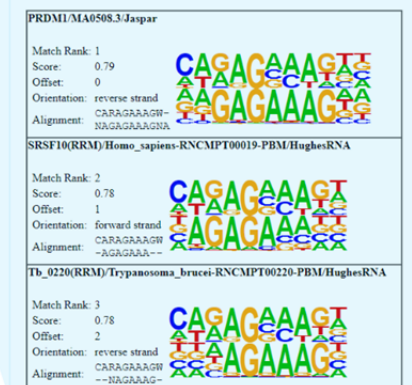 PRDM1/MA0508.3/Jaspar
Match Rank: 1
Score: 0.79
Offset: 0
Orientation: reverse strand
Alignment: CARAGAAAGW-
NAGAGAAAGNA
SRSF10(RRM)/Homo_sapiens-RNCMPT00019-PBM/HughesRNA
Match Rank: 2
Score: 0.78
Offset: 1
Orientation: forward strand
Alignment: CARAGAAAGW
-AGAGAAA--
Tb_0220(RRM)/Trypanosoma_brucei-RNCMPT00220-PBM/HughesRNA
Match Rank: 3
Score: 0.78
Offset: 2
Orientation: reverse strand
Alignment: CARAGAAAGW
--NAGAAAG-